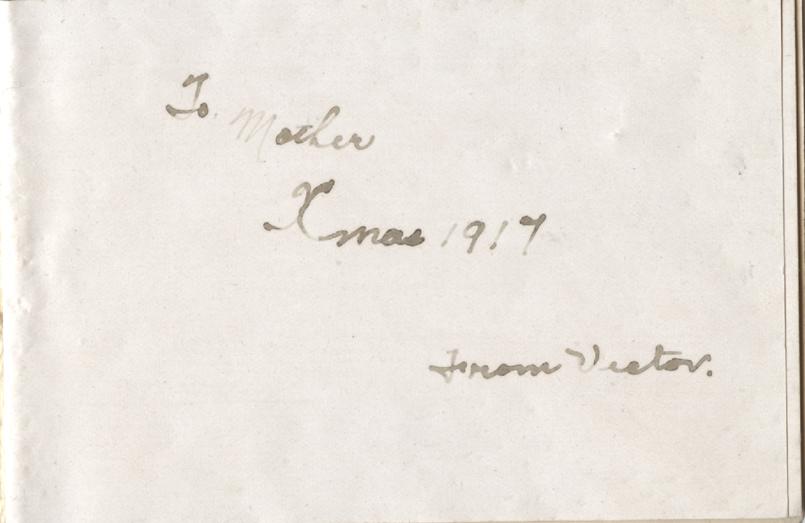 To Mother
Xmas 1917
From Victor.